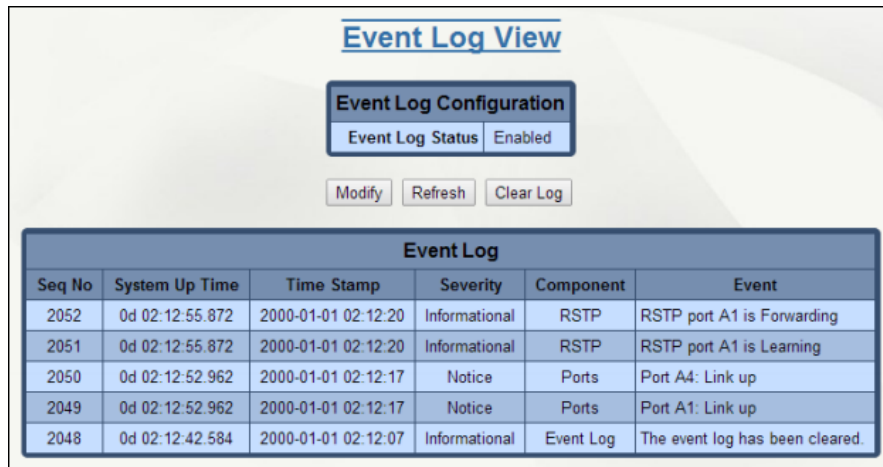 Event Log View
Event Log Configuration
Event Log Status Enabled
Modify Refresh Clear Log
Event Log
Seq No System Up Time Time Stamp Severity Component Event
2052 0d 02:12:55.872 2000-01-01 02:12:20 Informational RSTP RSTP port A1 is Forwarding
2051 0d 02:12:55.872 2000-01-01 02:12:20 Informational RSTP RSTP port A1 is Learning
2050 0d 02:12:52.962 2000-01-01 02:12:17 Notice Ports Port A4: Link up
2049 0d 02:12:52.962 2000-01-01 02:12:17 Notice Ports Port A1: Link up
2048 0d 02:12:42.584 2000-01-01 02:12:07 Informational Event Log The event log has been cleared.